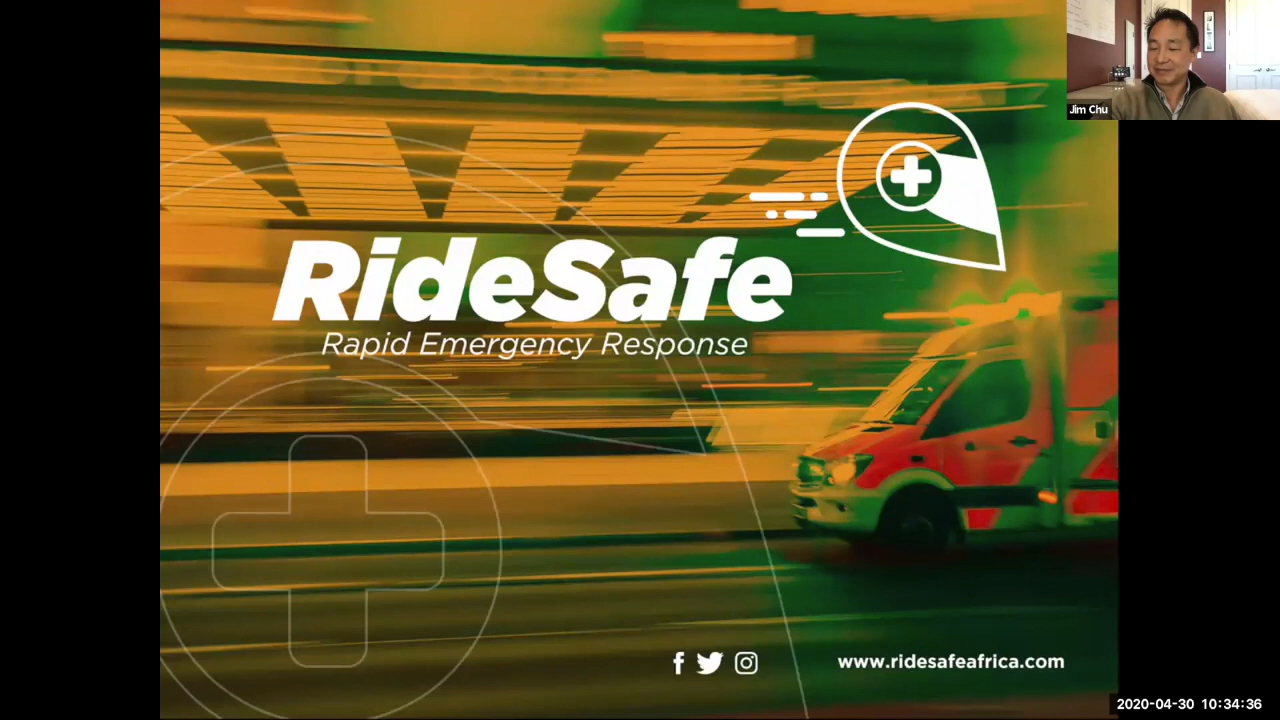 Jim Chu
RideSafe
Rapid Emergency Response
www.ridesafeafrica.com
2020-04-30 10:34:36